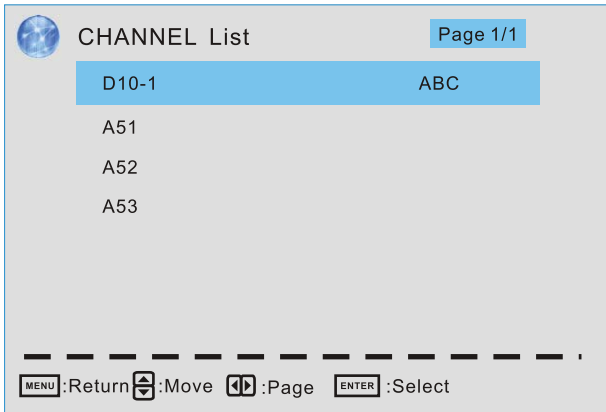 CHANNEL List Page 1/1
D10-1 ABC
A51
A52
A53
MENU :Return :Move :Page ENTER :Select